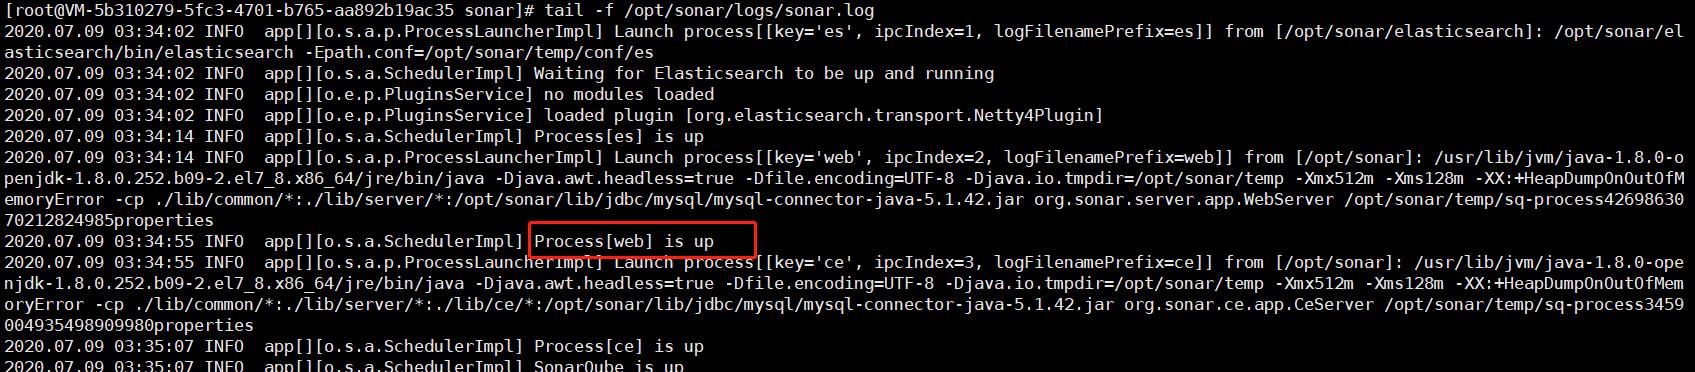 [root@VM-5b310279-5fc3-4701-b765-aa892b19ac35 sonar]# tail -f /opt/sonar/logs/sonar.log
2020.07.09 03:34:02 INFO  app[][o.s.a.p.ProcessLauncherImpl] Launch process[[key='es', ipcIndex=1, logFilenamePrefix=es]] from [/opt/sonar/elasticsearch]: /opt/sonar/el
asticsearch/bin/elasticsearch -Epath.conf=/opt/sonar/temp/conf/es
2020.07.09 03:34:02 INFO  app[][o.s.a.SchedulerImpl] Waiting for Elasticsearch to be up and running
2020.07.09 03:34:02 INFO  app[][o.e.p.PluginsService] no modules loaded
2020.07.09 03:34:02 INFO  app[][o.e.p.PluginsService] loaded plugin [org.elasticsearch.transport.Netty4Plugin]
2020.07.09 03:34:14 INFO  app[][o.s.a.SchedulerImpl] Process[es] is up
2020.07.09 03:34:14 INFO  app[][o.s.a.p.ProcessLauncherImpl] Launch process[[key='web', ipcIndex=2, logFilenamePrefix=web]] from [/opt/sonar]: /usr/lib/jvm/java-1.8.0-o
penjdk-1.8.0.252.b09-2.el7_8.x86_64/jre/bin/java -Djava.awt.headless=true -Dfile.encoding=UTF-8 -Djava.io.tmpdir=/opt/sonar/temp -Xmx512m -Xms128m -XX:+HeapDumpOnOutOfM
emoryError -cp ./lib/common/*:./lib/server/*:/opt/sonar/lib/jdbc/mysql/mysql-connector-java-5.1.42.jar org.sonar.server.app.WebServer /opt/sonar/temp/sq-process42698630
70212824985properties
2020.07.09 03:34:55 INFO  app[][o.s.a.SchedulerImpl] Process[web] is up
2020.07.09 03:34:55 INFO  app[][o.s.a.p.ProcessLauncherImpl] Launch process[[key='ce', ipcIndex=3, logFilenamePrefix=ce]] from [/opt/sonar]: /usr/lib/jvm/java-1.8.0-ope
njdk-1.8.0.252.b09-2.el7_8.x86_64/jre/bin/java -Djava.awt.headless=true -Dfile.encoding=UTF-8 -Djava.io.tmpdir=/opt/sonar/temp -Xmx512m -Xms128m -XX:+HeapDumpOnOutOfMem
oryError -cp ./lib/common/*:./lib/server/*:./lib/ce/*:/opt/sonar/lib/jdbc/mysql/mysql-connector-java-5.1.42.jar org.sonar.ce.app.CeServer /opt/sonar/temp/sq-process3459
004935498909980properties
2020.07.09 03:35:07 INFO  app[][o.s.a.SchedulerImpl] Process[ce] is up
2020.07.09 03:35:07 INFO  app[][o.s.a.SchedulerImpl] SonarQube is up